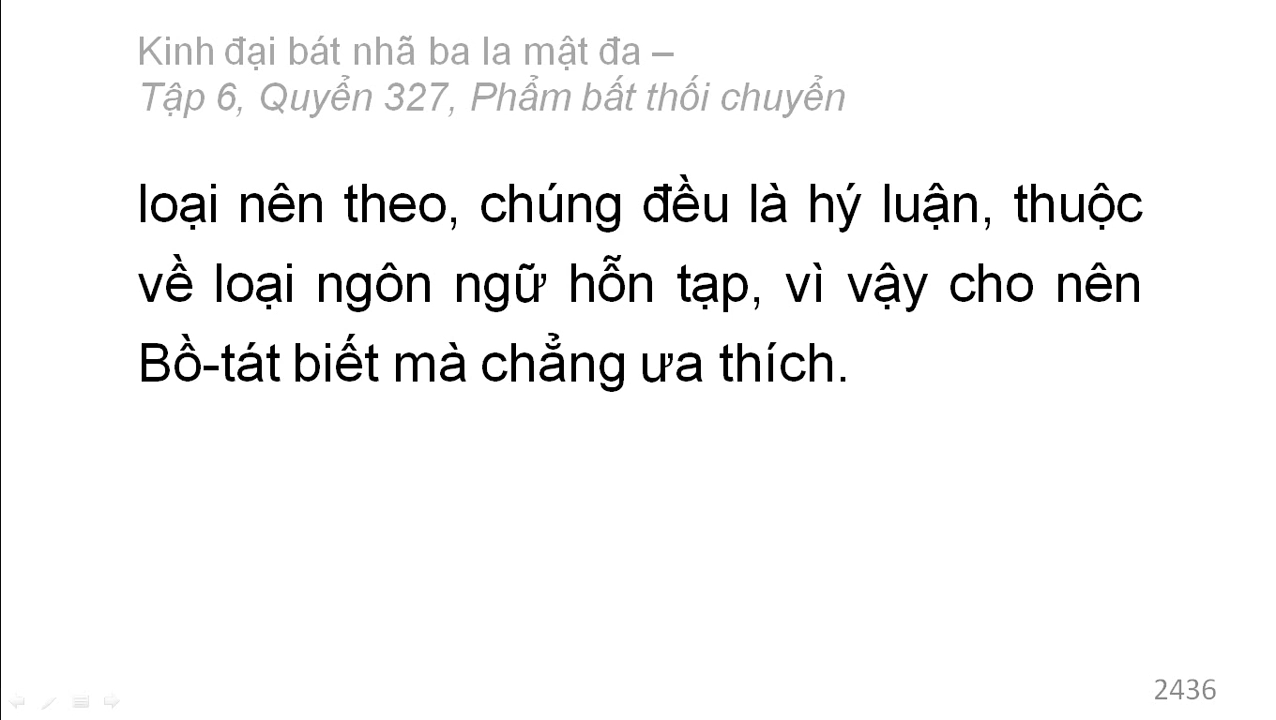 Kinh đại bát nhã ba la mật đa –
Tập 6, Quyển 327, Phẩm bất thối chuyển
loại nên theo, chúng đều là hý luận, thuộc
về loại ngôn ngữ hỗn tạp, vì vậy cho nên
Bồ-tát biết mà chẳng ưa thích.
2436